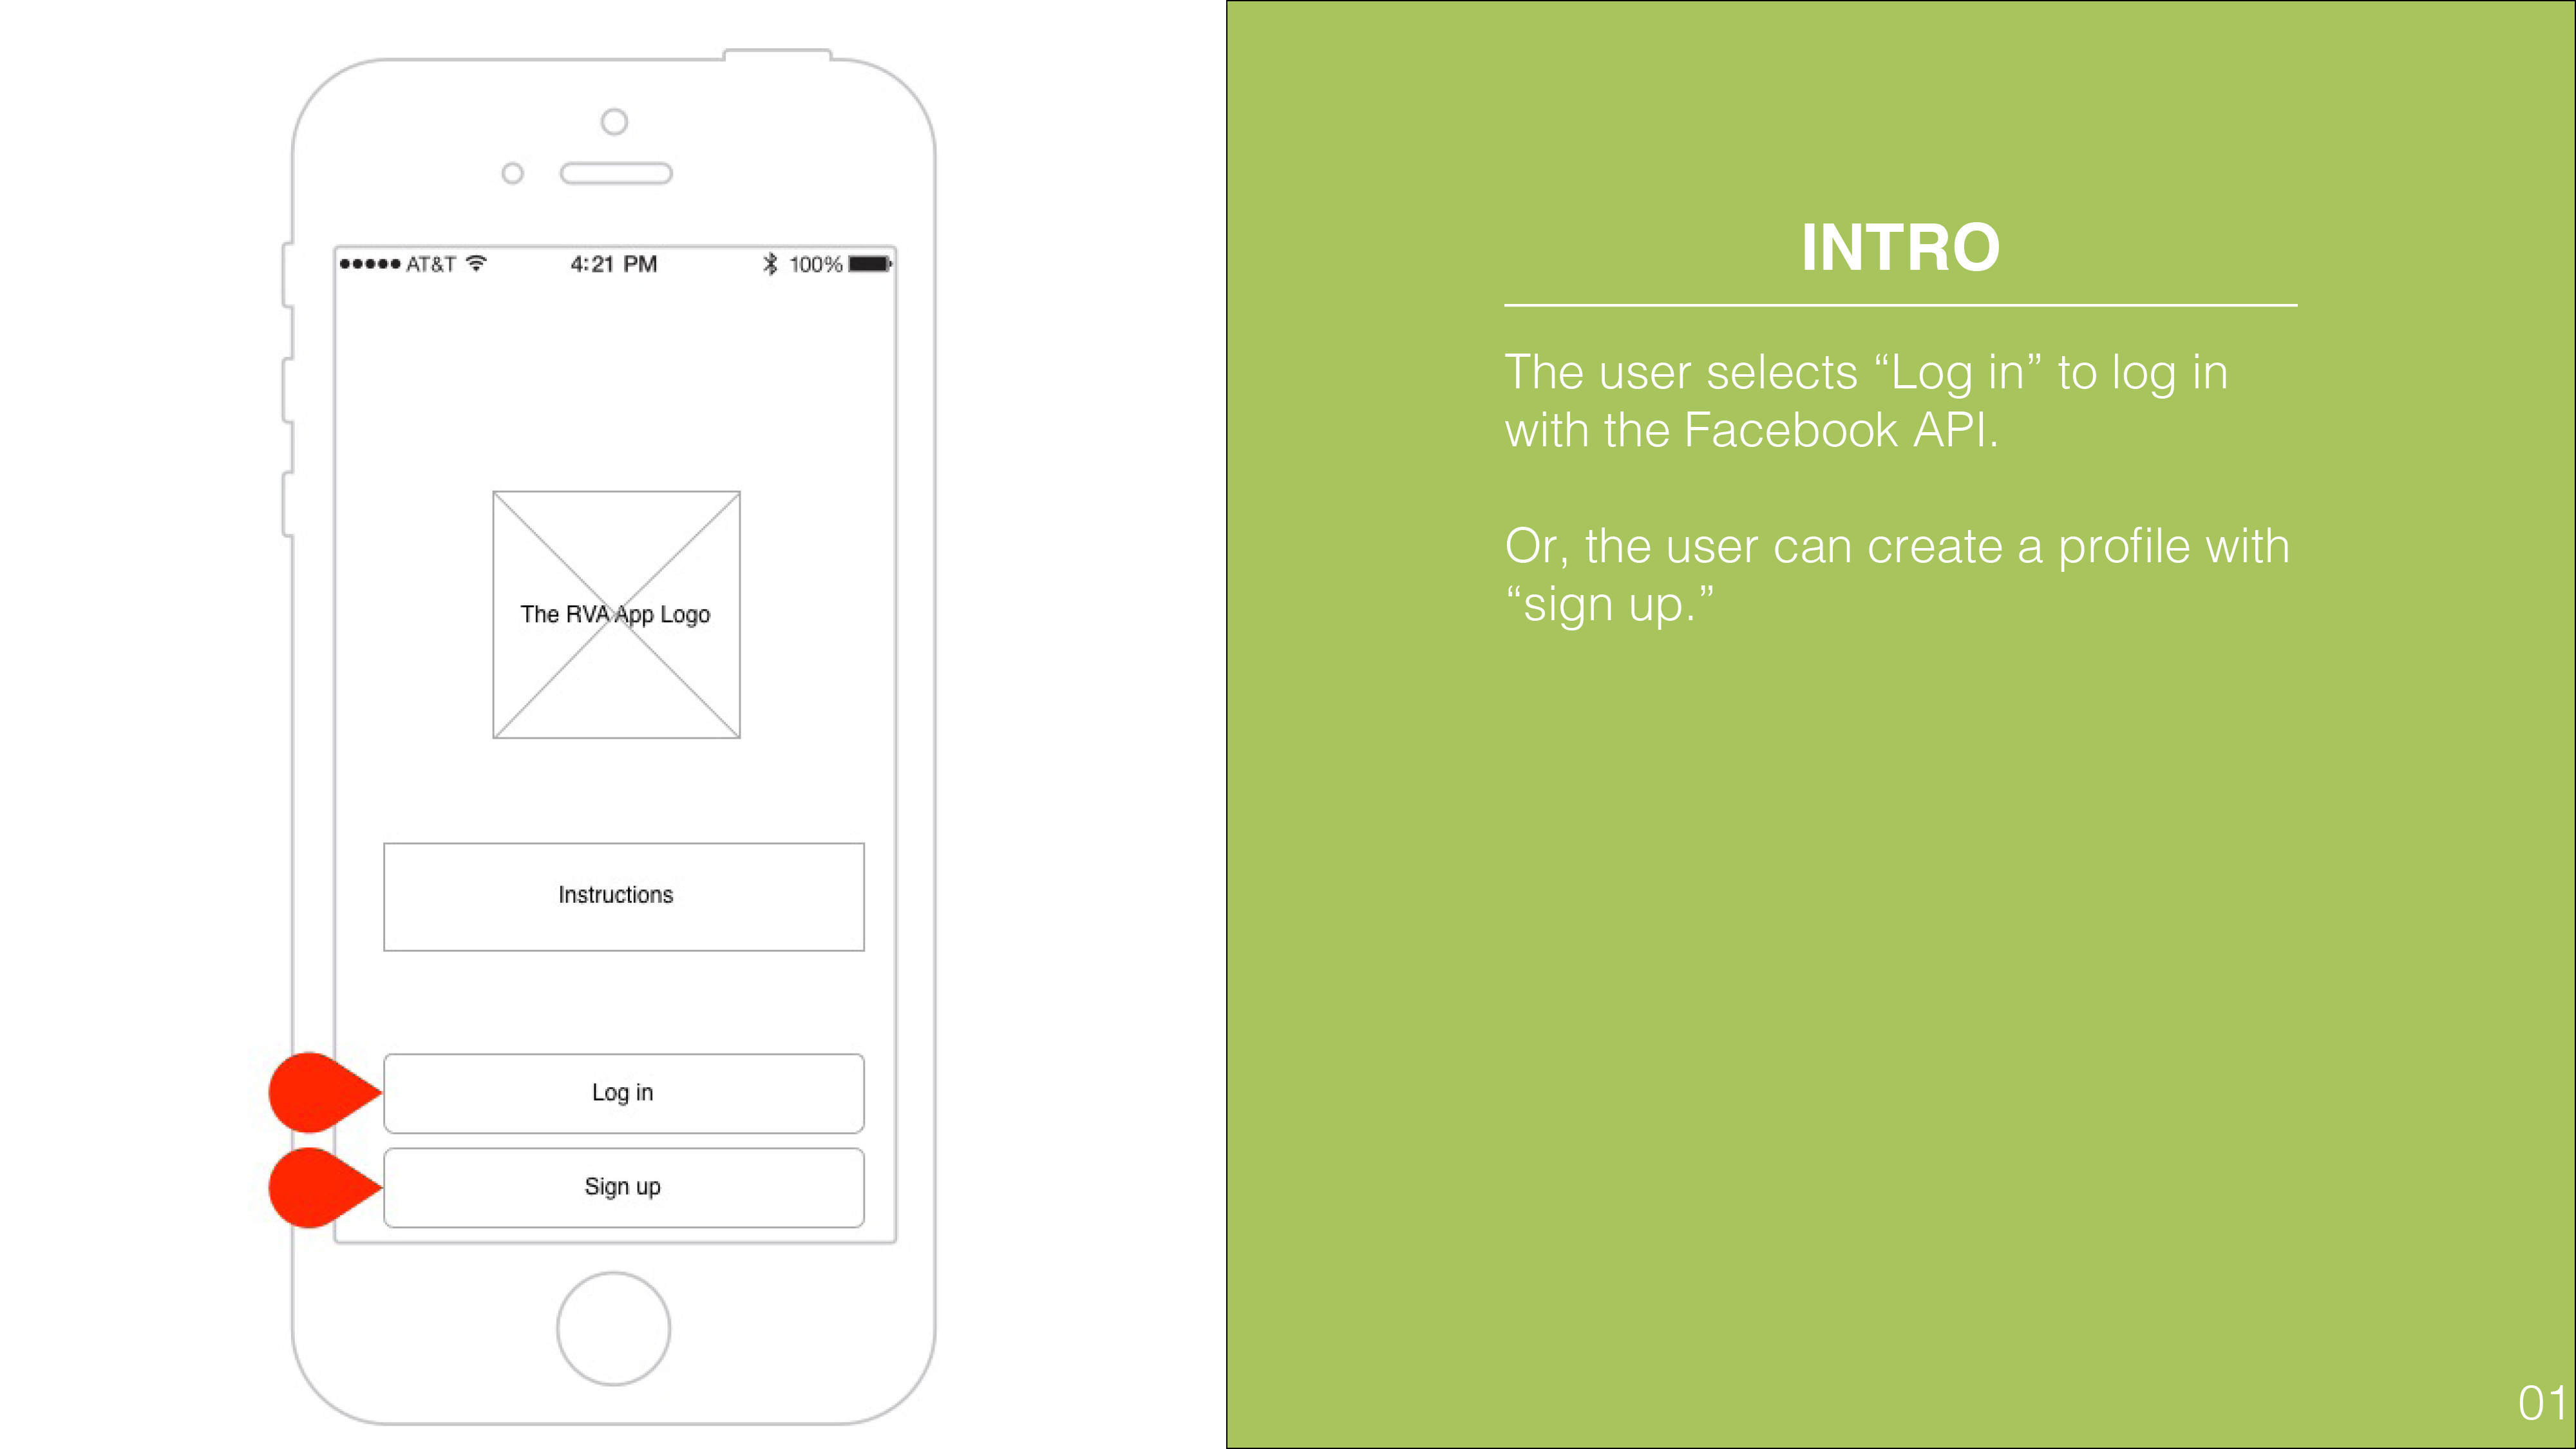 AT&T 4:21 PM 100%
The RVA App Logo
Instructions
Log in
Sign up
INTRO
The user selects “Log in” to log in
with the Facebook API.
Or, the user can create a profile with
“sign up.”
01